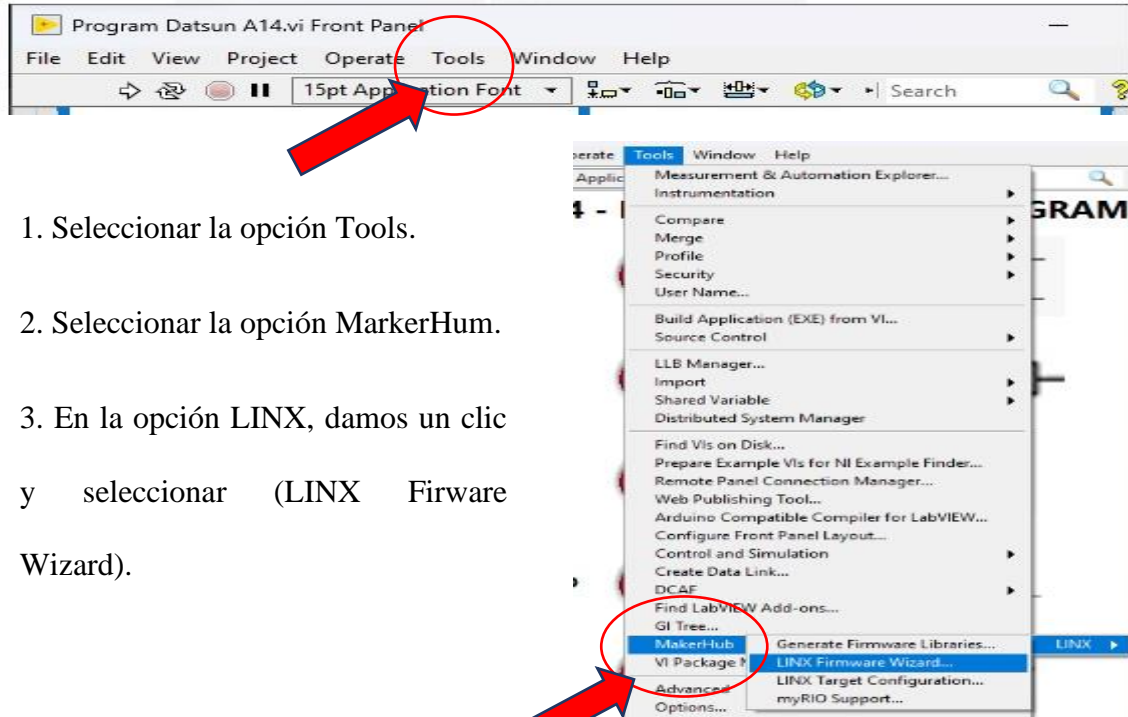 Program Datsun A14.vi Front Panel
File Edit View Project Operate Tools Window Help
15pt Application Font Search
1. Seleccionar la opción Tools.
2. Seleccionar la opción MarkerHum.
3. En la opción LINX, damos un clic
y seleccionar (LINX Firware
Wizard).
perate Tools Window Help
Applic
4 -
GRAM
Measurement & Automation Explorer...
Instrumentation
Compare
Merge
Profile
Security
User Name...
Build Application (EXE) from VI...
Source Control
LLB Manager...
Import
Shared Variable
Distributed System Manager
Find VIs on Disk...
Prepare Example VIs for NI Example Finder...
Remote Panel Connection Manager...
Web Publishing Tool...
Arduino Compatible Compiler for LabVIEW...
Configure Front Panel Layout...
Control and Simulation
Create Data Link...
DCAF
Find LabVIEW Add-ons...
GI Tree...
MakerHub
VI Package
Advanced
Options...
LINX
Generate Firmware Libraries...
LINX Firmware Wizard...
LINX Target Configuration...
myRIO Support...